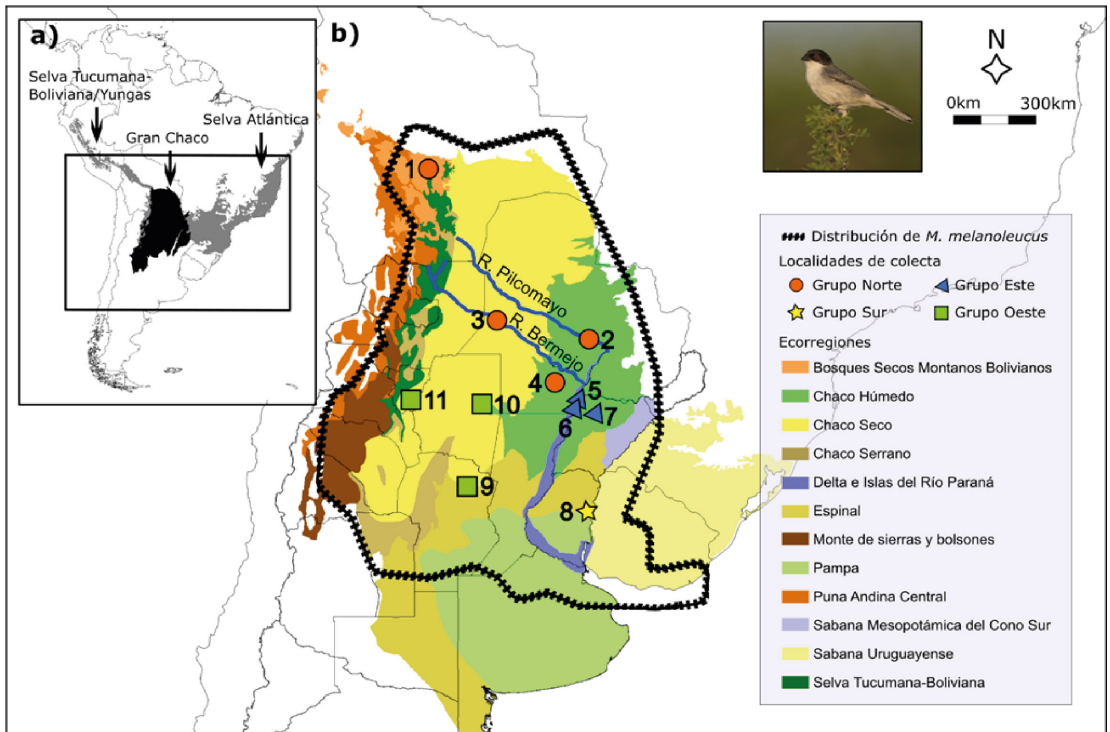 a)
Selva Tucumana-
Boliviana/Yungas
Gran Chaco
Selva Atlántica
b)
N
0km 300km
1
R. Pilcomayo
3
R. Bermejo
2
4
5
11
10
6
7
9
8
Distribución de M. melanoleucus
Localidades de colecta
Grupo Norte
Grupo Este
Grupo Sur
Grupo Oeste
Ecorregiones
Bosques Secos Montanos Bolivianos
Chaco Húmedo
Chaco Seco
Chaco Serrano
Delta e Islas del Río Paraná
Espinal
Monte de sierras y bolsones
Pampa
Puna Andina Central
Sabana Mesopotámica del Cono Sur
Sabana Uruguayense
Selva Tucumana-Boliviana